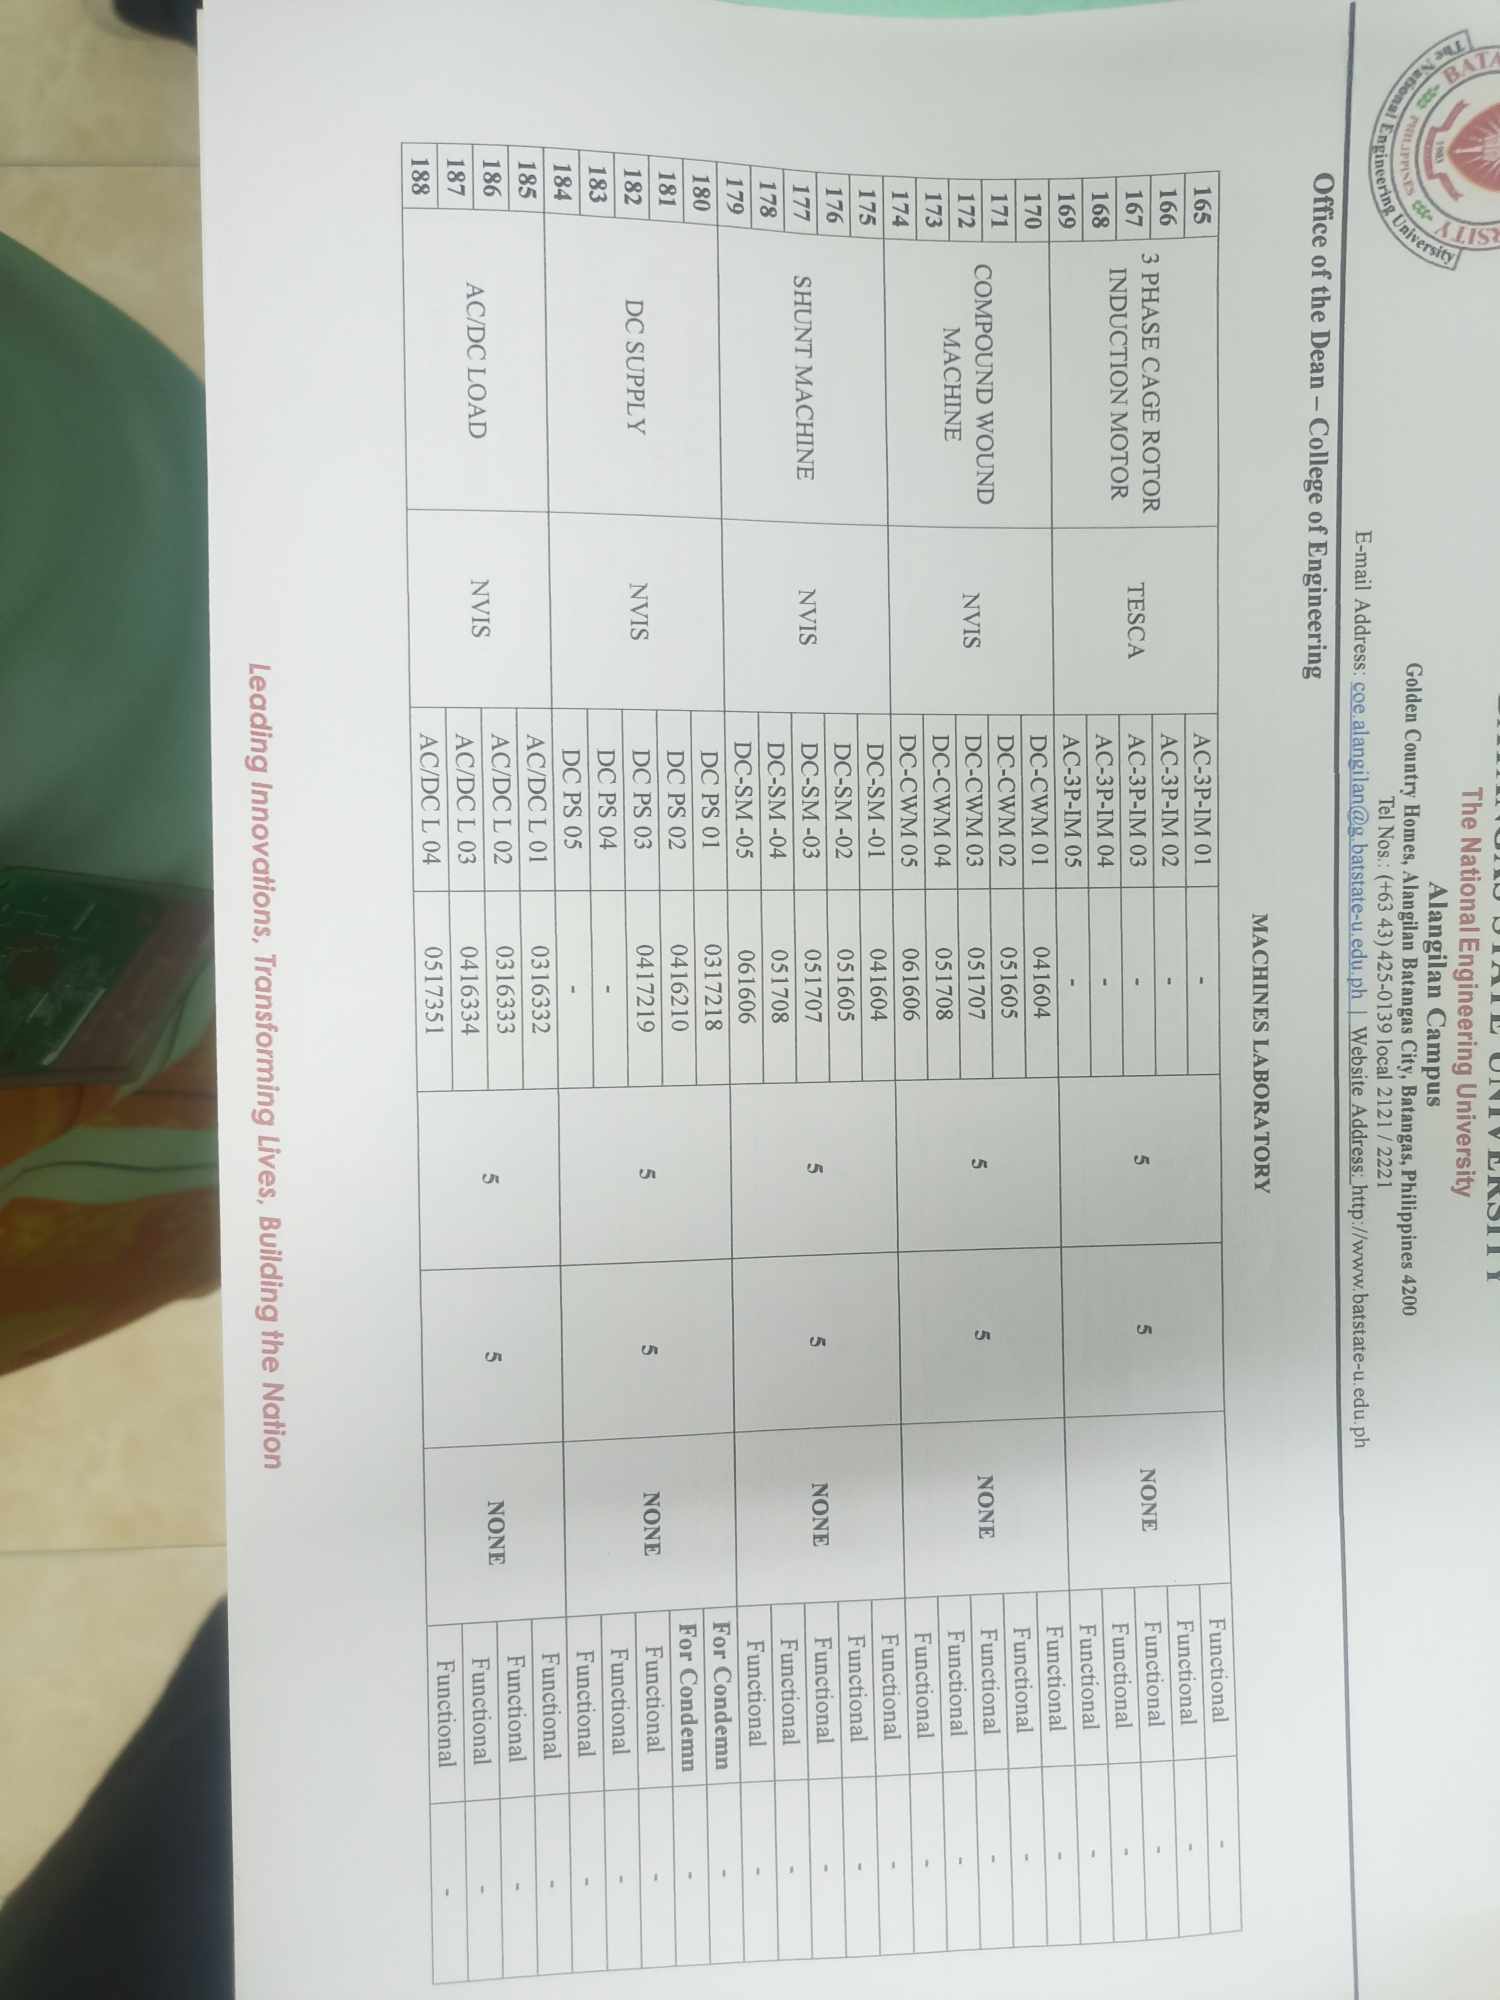 BATANGAS STATE UNIVERSITY
The National Engineering University
Alangilan Campus
Golden Country Homes, Alangilan Batangas City, Batangas, Philippines 4200
Tel Nos.: (+63 43) 425-0139 local 2121 / 2221
E-mail Address: coe.alangilan@g.batstate-u.edu.ph | Website Address: http://www.batstate-u.edu.ph
1903
PHILIPPINES
The National Engineering University
Office of the Dean – College of Engineering
MACHINES LABORATORY
165 3 PHASE CAGE ROTOR INDUCTION MOTOR TESCA AC-3P-IM 01 - 5 5 NONE Functional -
166 AC-3P-IM 02 - Functional -
167 AC-3P-IM 03 - Functional -
168 AC-3P-IM 04 - Functional -
169 AC-3P-IM 05 - Functional -
170 COMPOUND WOUND MACHINE NVIS DC-CWM 01 041604 5 5 NONE Functional -
171 DC-CWM 02 051605 Functional -
172 DC-CWM 03 051707 Functional -
173 DC-CWM 04 051708 Functional -
174 DC-CWM 05 061606 Functional -
175 SHUNT MACHINE NVIS DC-SM -01 041604 5 5 NONE Functional -
176 DC-SM -02 051605 Functional -
177 DC-SM -03 051707 Functional -
178 DC-SM -04 051708 Functional -
179 DC-SM -05 061606 Functional -
180 DC SUPPLY NVIS DC PS 01 0317218 5 5 NONE For Condemn -
181 DC PS 02 0416210 For Condemn -
182 DC PS 03 0417219 Functional -
183 DC PS 04 - Functional -
184 DC PS 05 - Functional -
185 AC/DC LOAD NVIS AC/DC L 01 0316332 5 5 NONE Functional -
186 AC/DC L 02 0316333 Functional -
187 AC/DC L 03 0416334 Functional -
188 AC/DC L 04 0517351 Functional -
Leading Innovations, Transforming Lives, Building the Nation